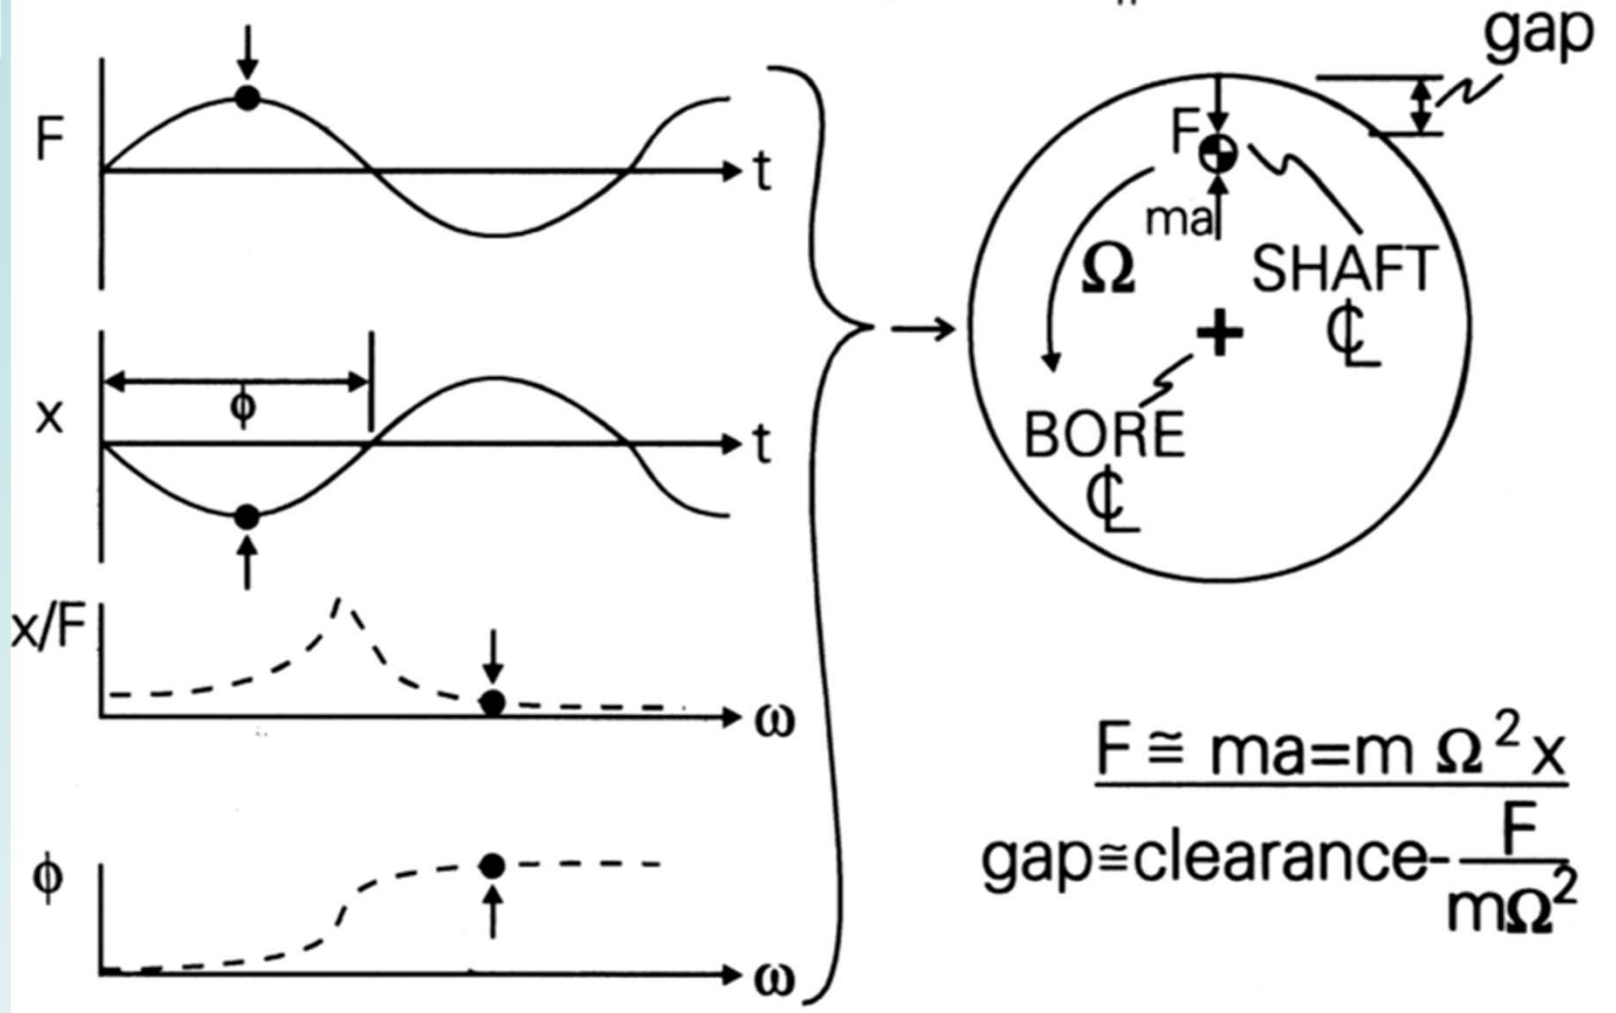 F
t
x
ϕ
t
x/F
ω
ϕ
ω
gap
F
ma
Ω
SHAFT
℄
BORE
℄
F ≅ ma=m Ω²x
gap≅clearance- F/mΩ²